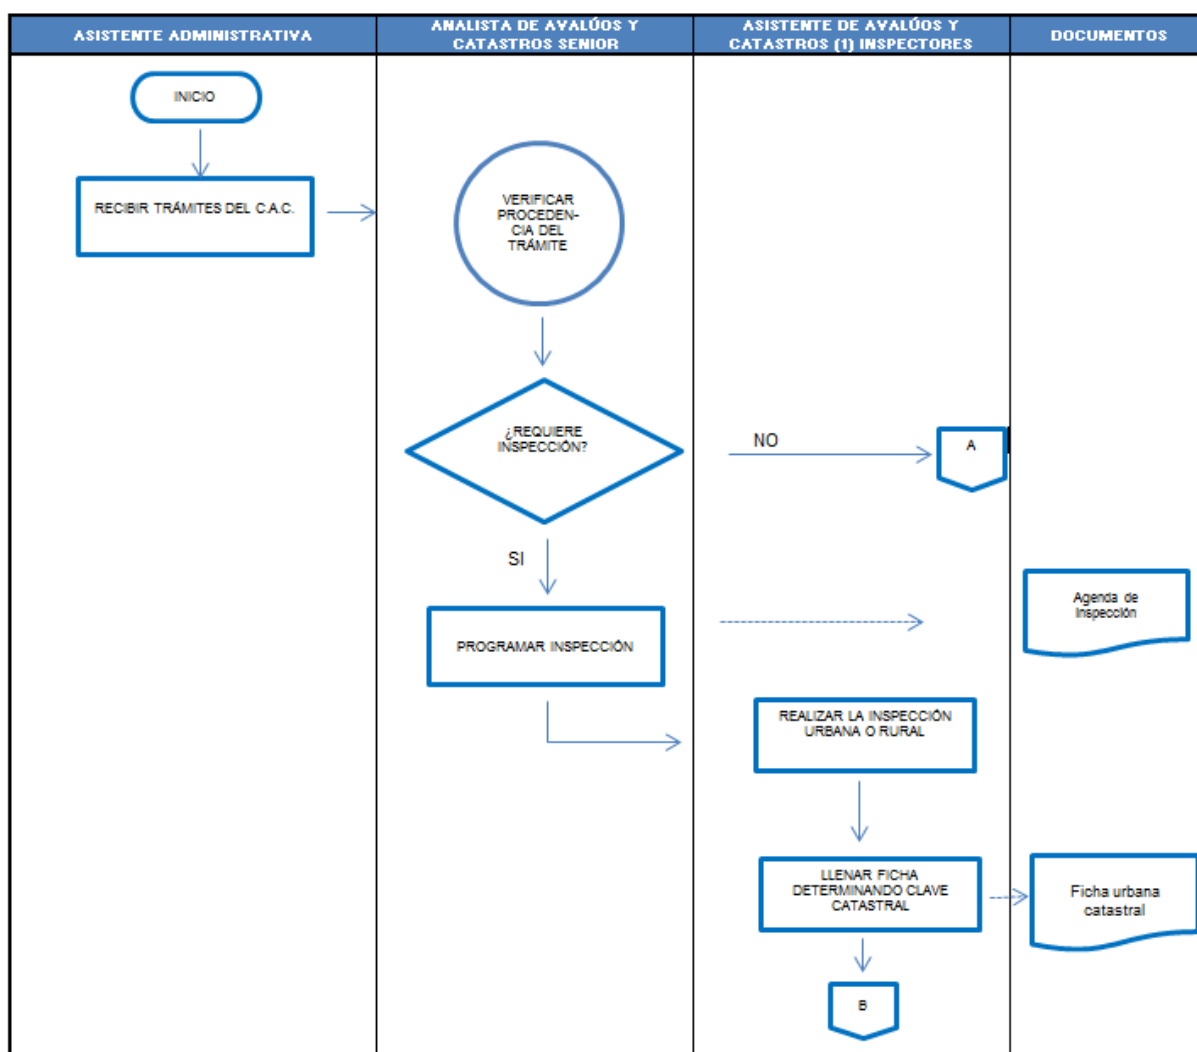 ASISTENTE ADMINISTRATIVA
ANALISTA DE AVALÚOS Y
CATASTROS SENIOR
ASISTENTE DE AVALÚOS Y
CATASTROS (1) INSPECTORES
DOCUMENTOS
INICIO
RECIBIR TRÁMITES DEL C.A.C.
VERIFICAR
PROCEDEN-
CIA DEL
TRÁMITE
¿REQUIERE
INSPECCIÓN?
NO
A
SI
PROGRAMAR INSPECCIÓN
Agenda de
Inspección
REALIZAR LA INSPECCIÓN
URBANA O RURAL
LLENAR FICHA
DETERMINANDO CLAVE
CATASTRAL
Ficha urbana
catastral
B